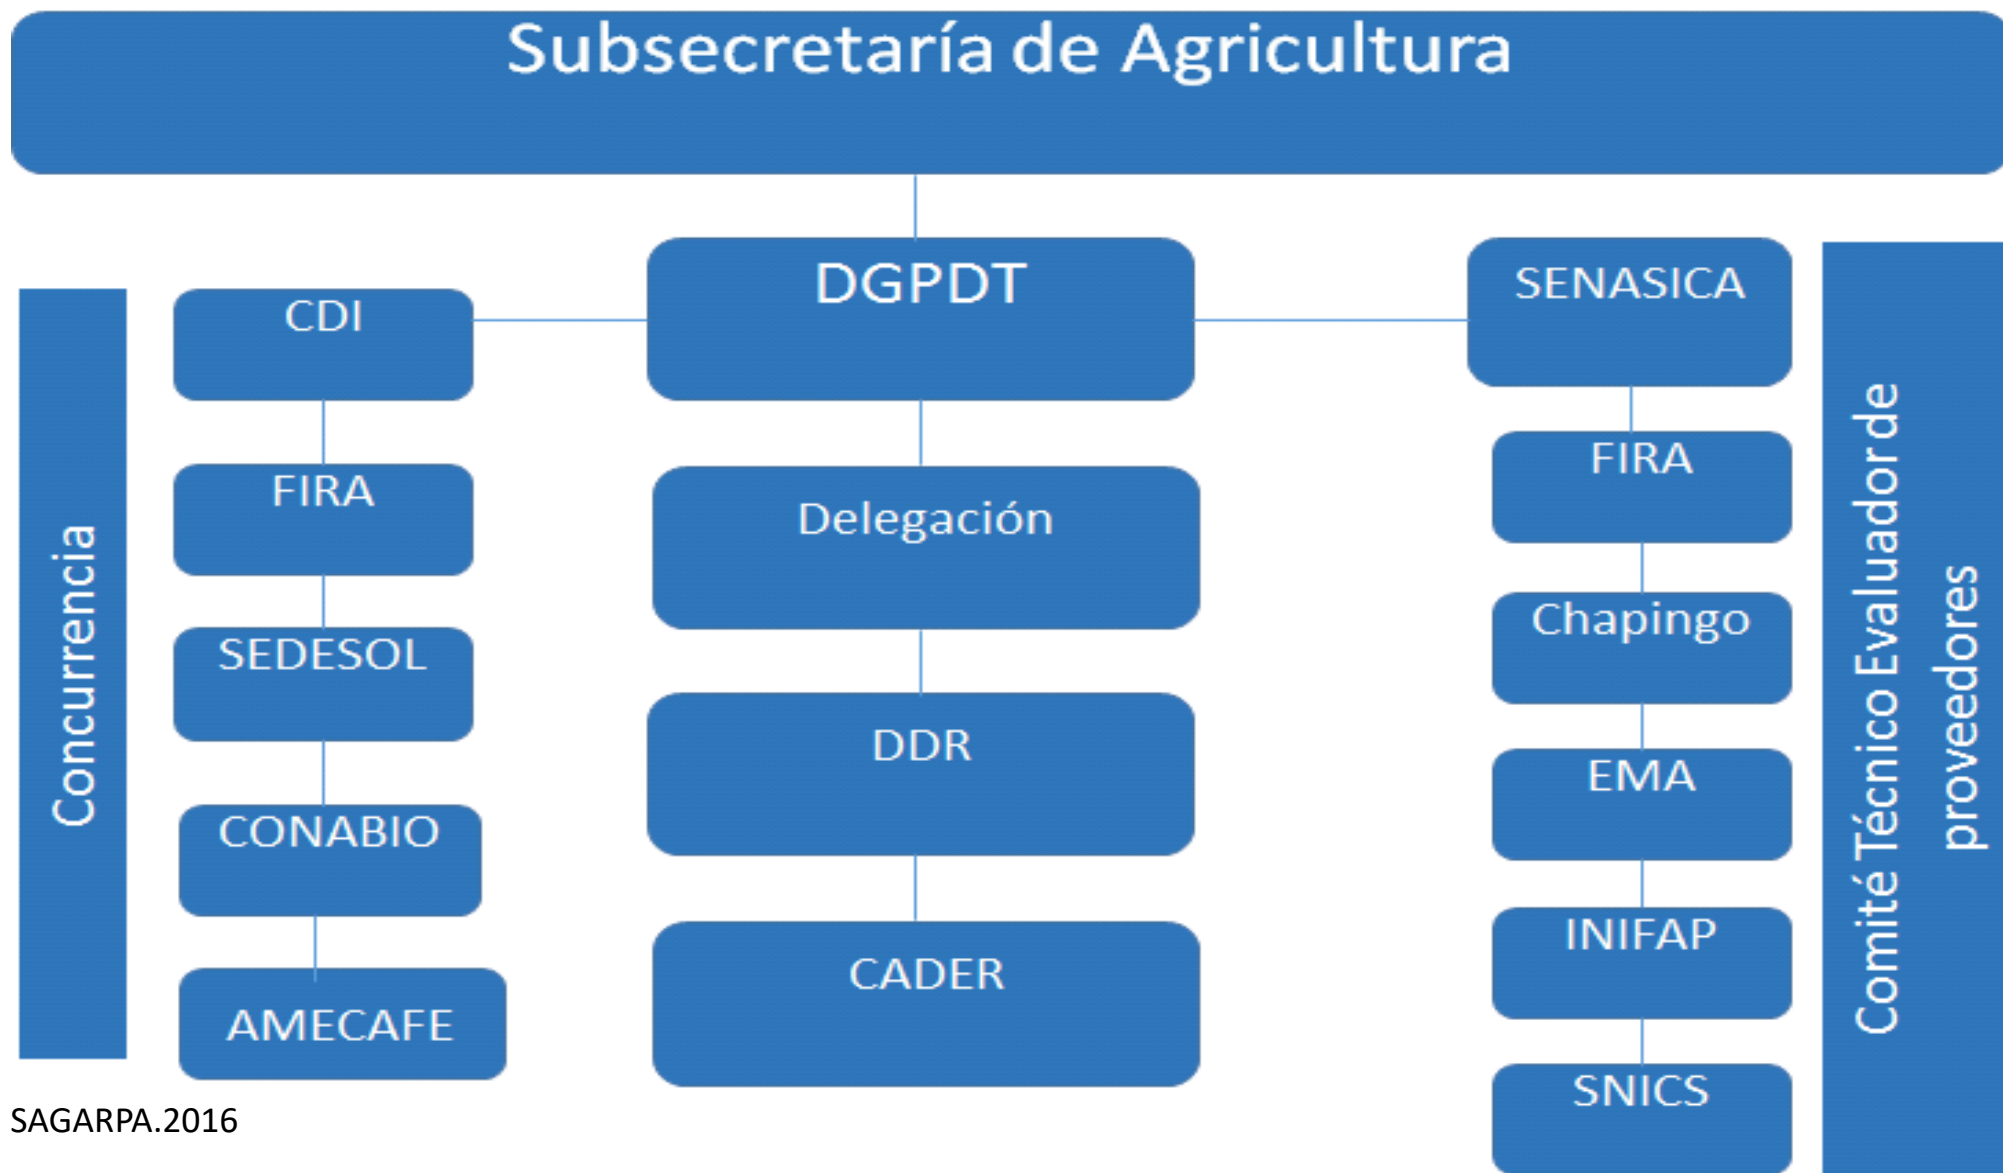 Subsecretaría de Agricultura
Concurrencia
CDI
FIRA
SEDESOL
CONABIO
AMECAFE
DGPDT
Delegación
DDR
CADER
SENASICA
FIRA
Chapingo
EMA
INIFAP
SNICS
Comité Técnico Evaluador de
proveedores
SAGARPA.2016